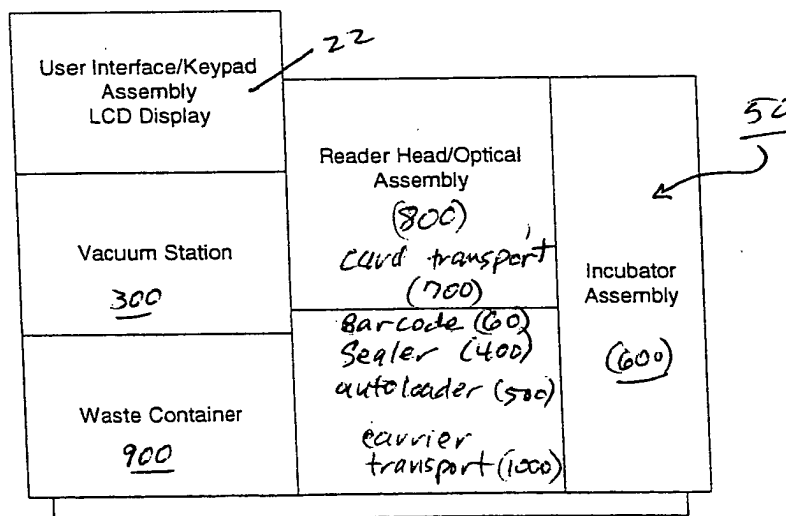 User Interface/Keypad
Assembly
LCD Display
22
Vacuum Station
300
Waste Container
900
Reader Head/Optical
Assembly
(800)
card transport
(700)
Barcode (60)
Sealer (400)
autoloader (500)
carrier
transport (1000)
50
Incubator
Assembly
(600)